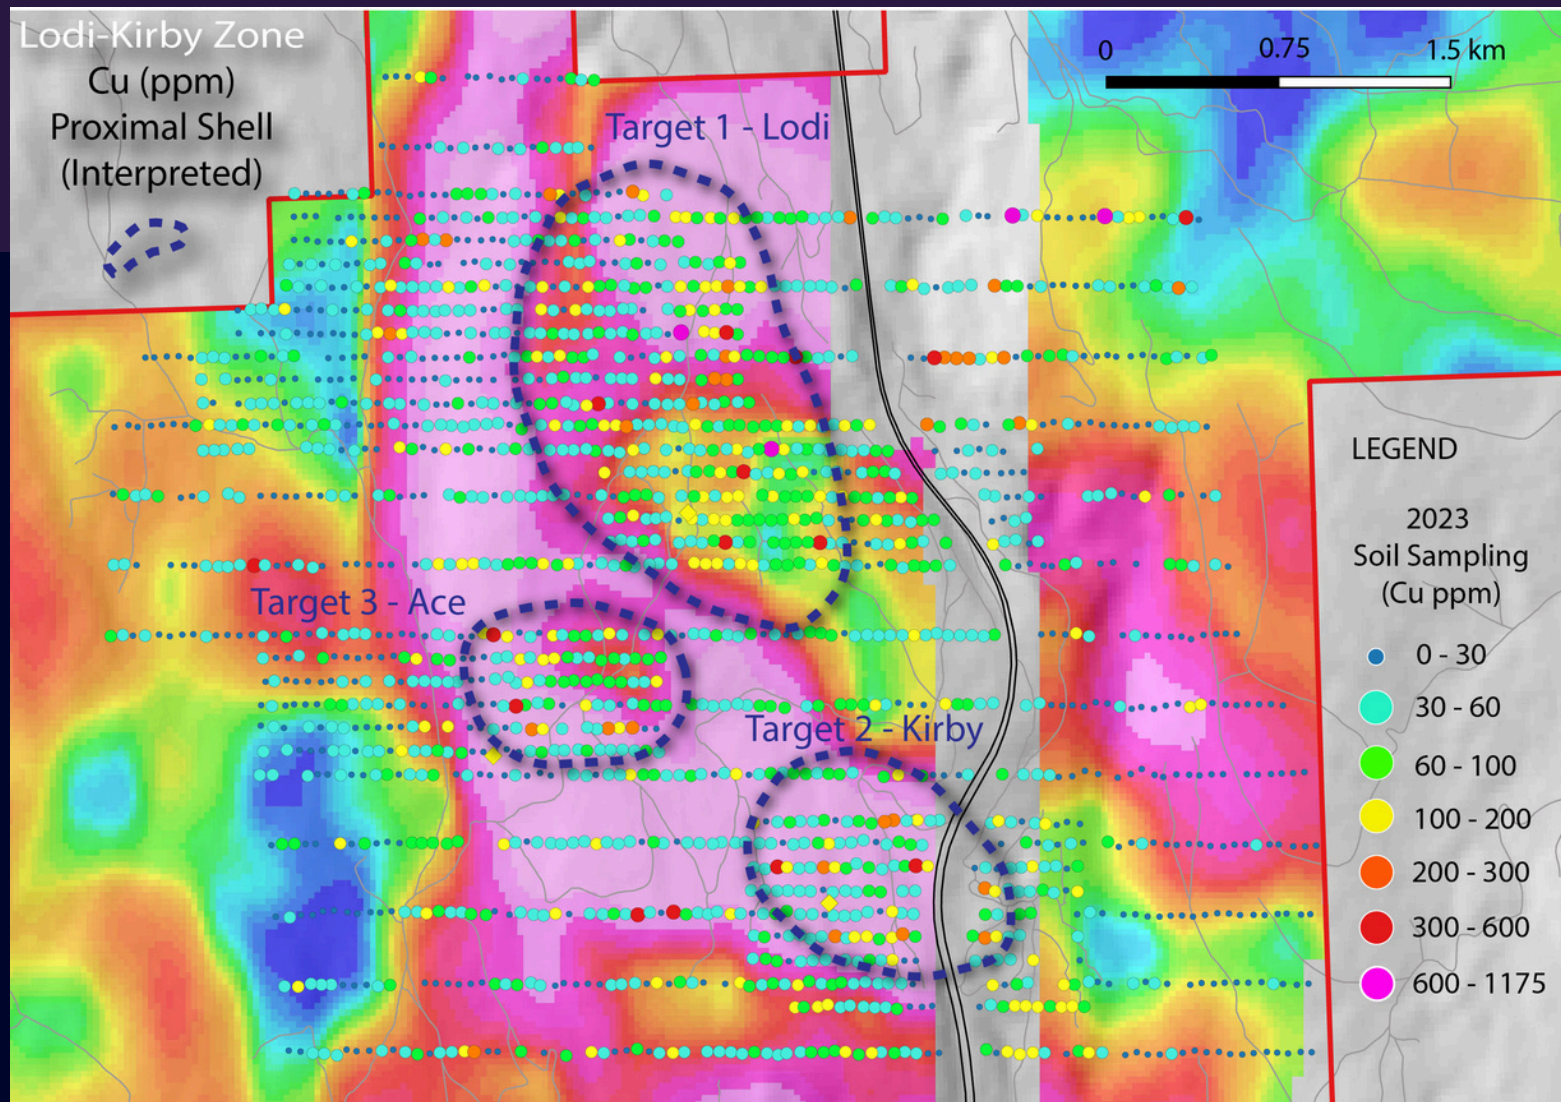 Lodi-Kirby Zone
Cu (ppm)
Proximal Shell
(Interpreted)
0 0.75 1.5 km
Target 1 - Lodi
Target 3 - Ace
Target 2 - Kirby
LEGEND
2023
Soil Sampling
(Cu ppm)
0 - 30
30 - 60
60 - 100
100 - 200
200 - 300
300 - 600
600 - 1175